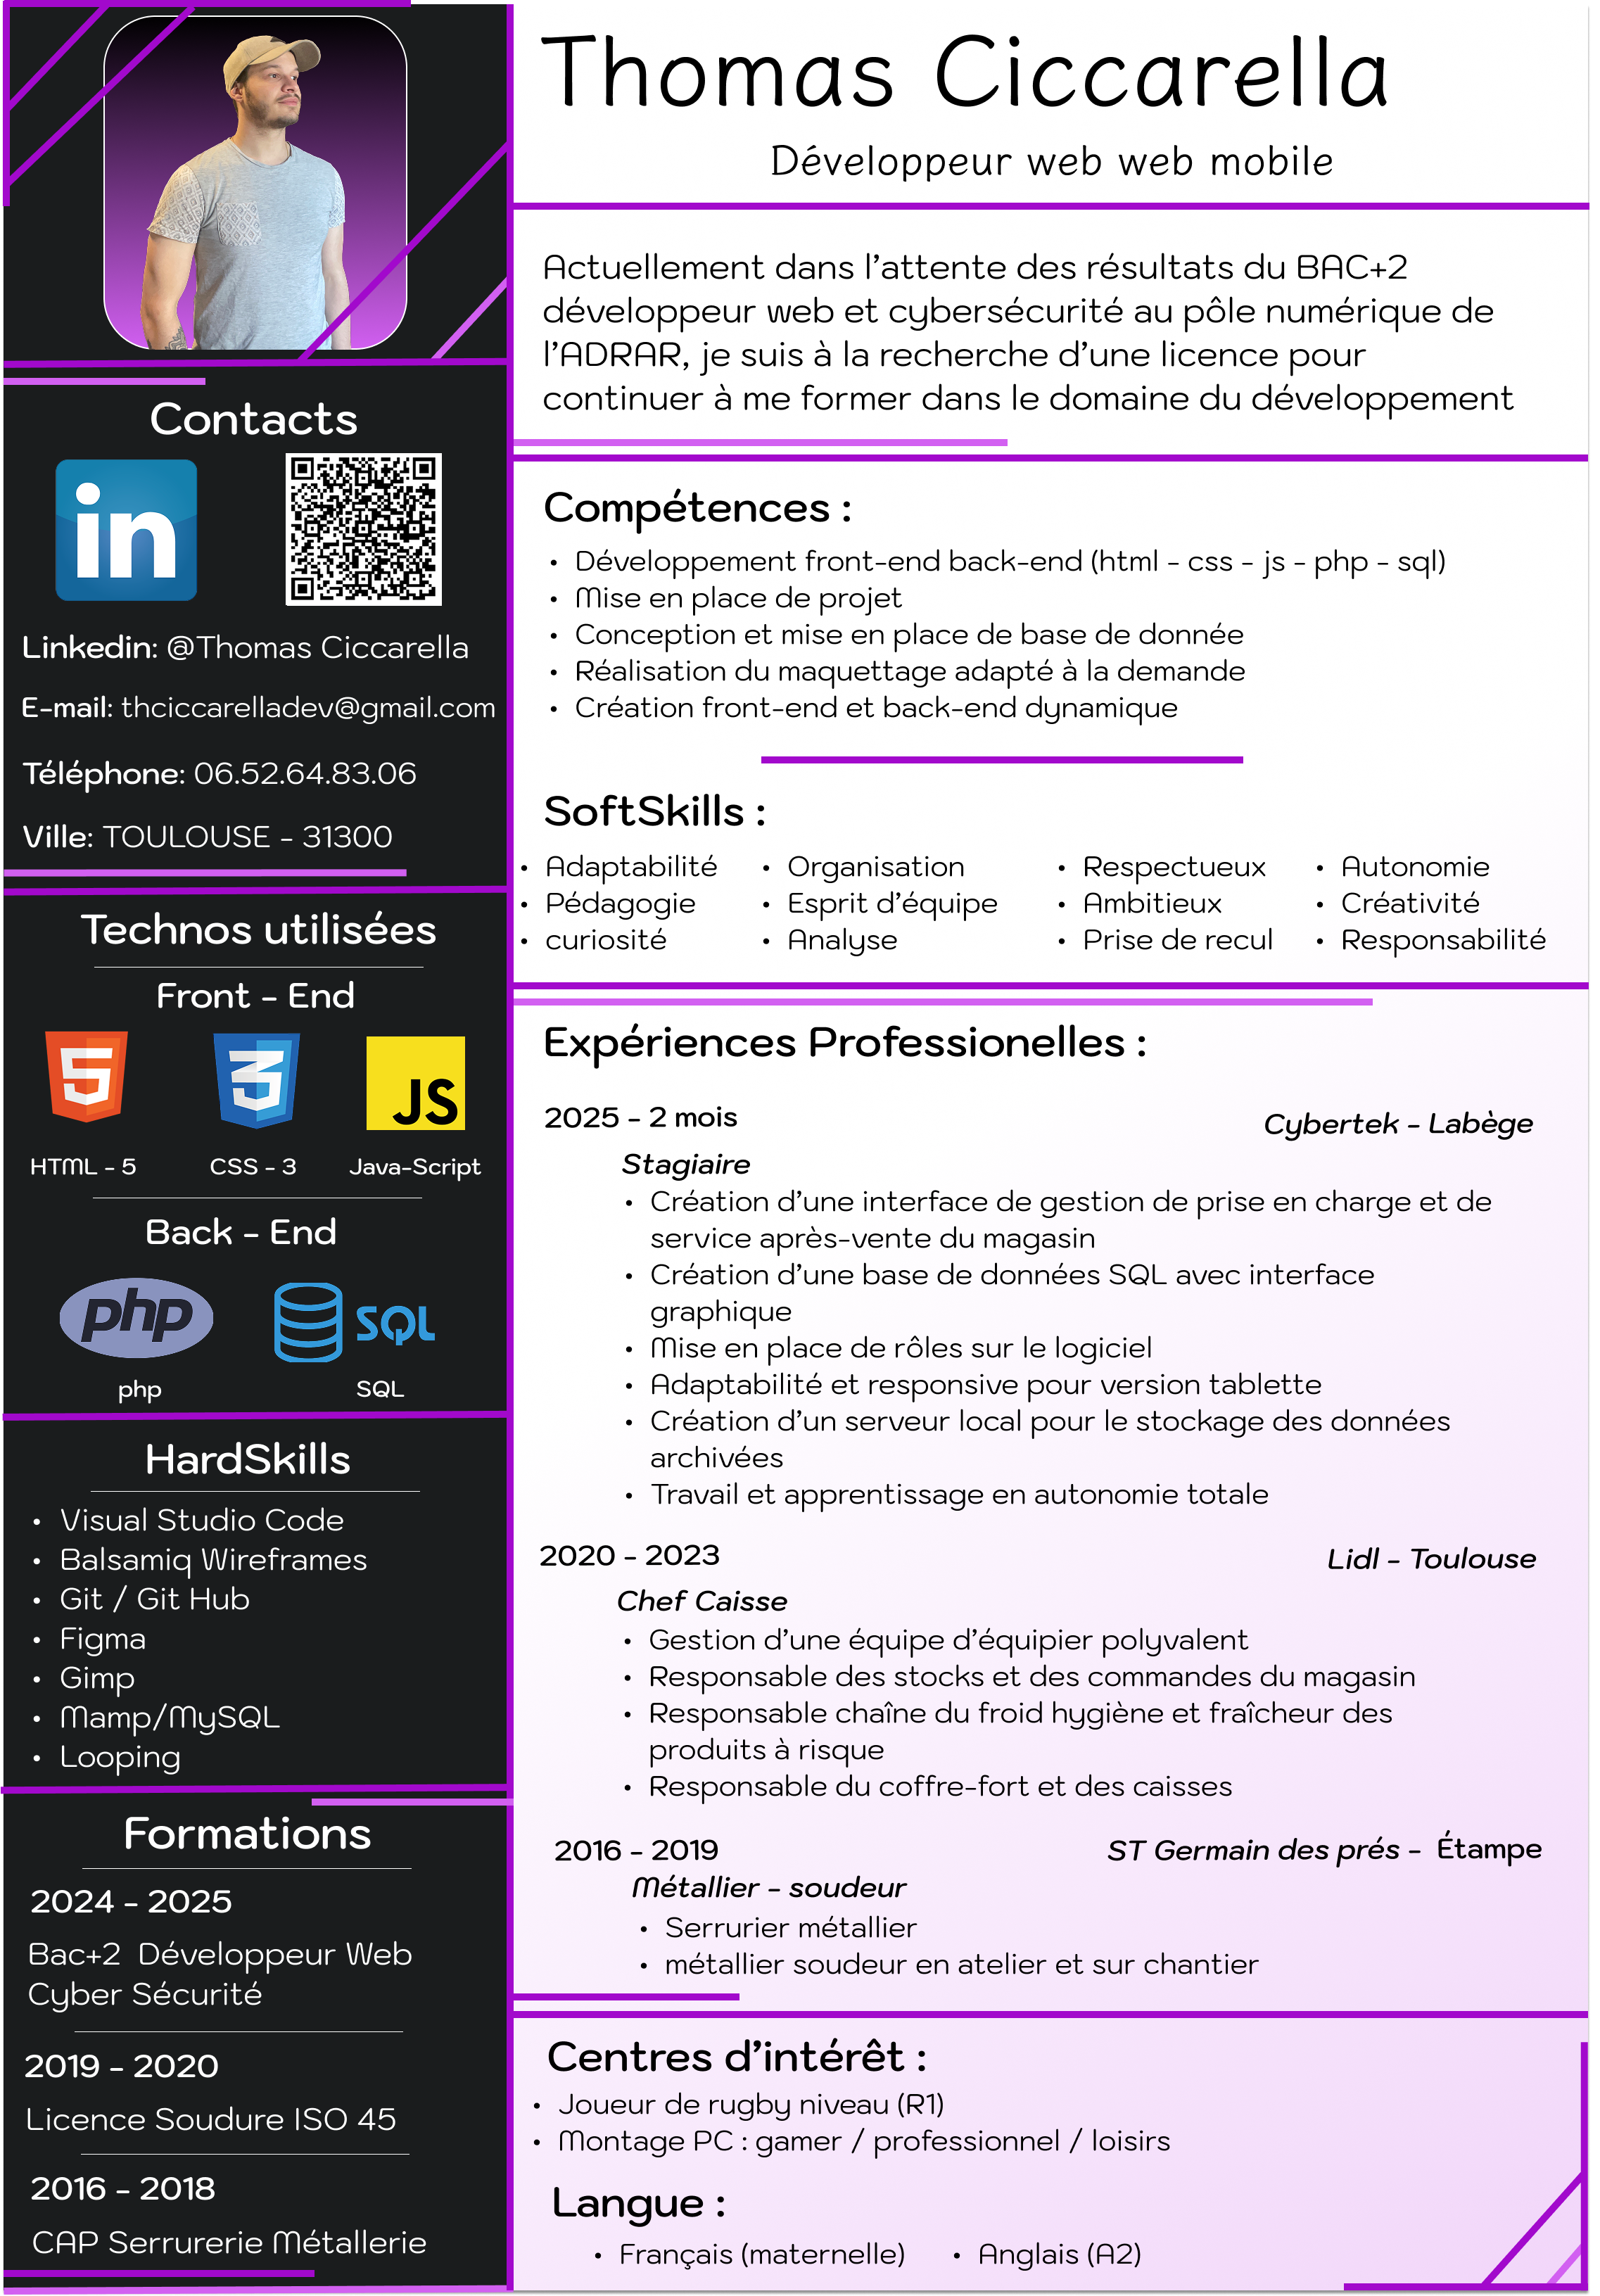 Thomas Ciccarella
Développeur web web mobile
Actuellement dans l'attente des résultats du BAC+2
développeur web et cybersécurité au pôle numérique de
l'ADRAR, je suis à la recherche d'une licence pour
continuer à me former dans le domaine du développement
Contacts
in
Linkedin: @Thomas Ciccarella
E-mail: thciccarelladev@gmail.com
Téléphone: 06.52.64.83.06
Ville: TOULOUSE - 31300
Technos utilisées
Front - End
5
3
JS
HTML - 5
CSS - 3
Java-Script
Back - End
php
SQL
php
SQL
HardSkills
• Visual Studio Code
• Balsamiq Wireframes
• Git / Git Hub
• Figma
• Gimp
• Mamp/MySQL
• Looping
Formations
2024 - 2025
Bac+2 Développeur Web
Cyber Sécurité
2019 - 2020
Licence Soudure ISO 45
2016 - 2018
CAP Serrurerie Métallerie
Compétences :
• Développement front-end back-end (html - css - js - php - sql)
• Mise en place de projet
• Conception et mise en place de base de donnée
• Réalisation du maquettage adapté à la demande
• Création front-end et back-end dynamique
SoftSkills :
• Adaptabilité
• Pédagogie
• curiosité
• Organisation
• Esprit d'équipe
• Analyse
• Respectueux
• Ambitieux
• Prise de recul
• Autonomie
• Créativité
• Responsabilité
Expériences Professionelles :
2025 - 2 mois
Cybertek - Labège
Stagiaire
• Création d'une interface de gestion de prise en charge et de
service après-vente du magasin
• Création d'une base de données SQL avec interface
graphique
• Mise en place de rôles sur le logiciel
• Adaptabilité et responsive pour version tablette
• Création d'un serveur local pour le stockage des données
archivées
• Travail et apprentissage en autonomie totale
2020 - 2023
Lidl - Toulouse
Chef Caisse
• Gestion d'une équipe d'équipier polyvalent
• Responsable des stocks et des commandes du magasin
• Responsable chaîne du froid hygiène et fraîcheur des
produits à risque
• Responsable du coffre-fort et des caisses
2016 - 2019
ST Germain des prés - Étampe
Métallier - soudeur
• Serrurier métallier
• métallier soudeur en atelier et sur chantier
Centres d'intérêt :
• Joueur de rugby niveau (R1)
• Montage PC : gamer / professionnel / loisirs
Langue :
• Français (maternelle)
• Anglais (A2)